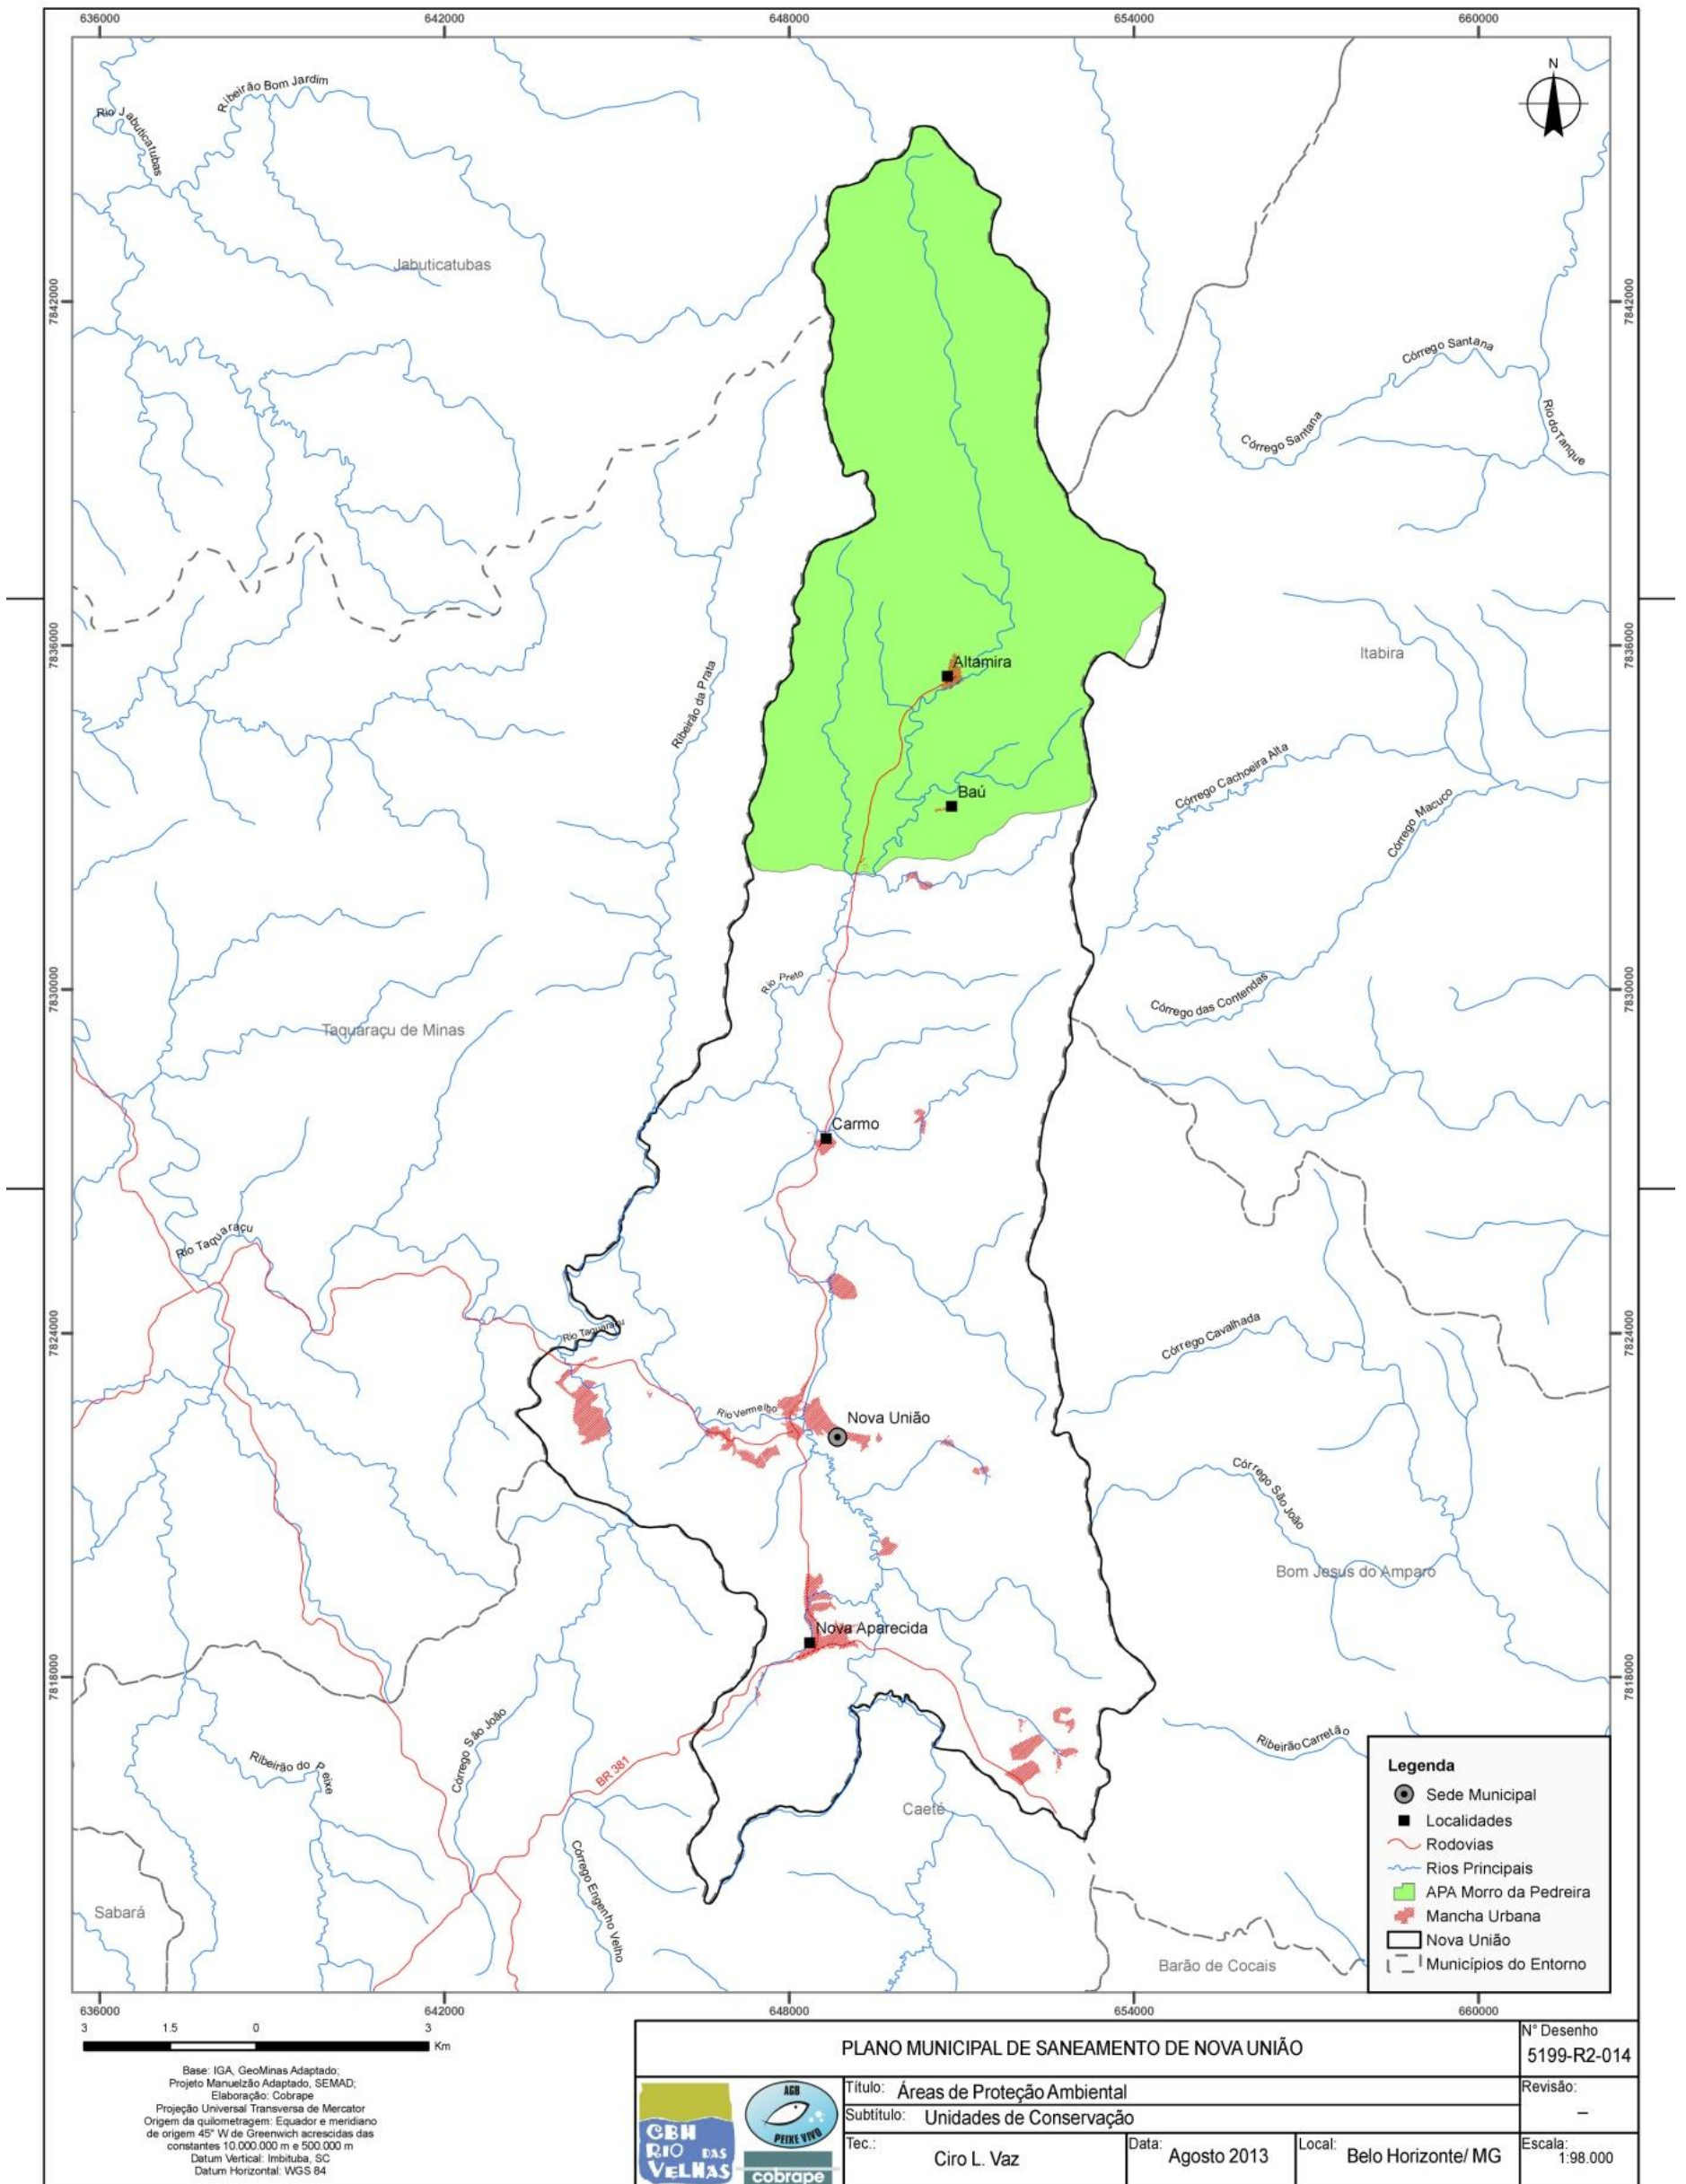 636000 642000 648000 654000 660000
N
Ribeirão Bom Jardim
Rio Jabuticatubas
Jabuticatubas
7842000 7842000
Córrego Santana
Córrego Santana
Rio do Tanque
7836000 7836000
Itabira
Altamira
Ribeirão da Prata
Córrego Cachoeira Alta
Baú
Córrego Macuco
Rio Preto
7830000 7830000
Córrego das Contendas
Taquaraçu de Minas
Carmo
Rio Taquaraçu
Rio Taquaraçu
7824000 7824000
Córrego Cavalhada
Rio Vermelho
Nova União
Córrego São João
Bom Jesus do Amparo
Nova Aparecida
7818000 7818000
Córrego São João
Ribeirão Carretão
Ribeirão do Peixe
BR 381
Caeté
Córrego Engenho Velho
Sabará
Barão de Cocais
Legenda
Sede Municipal
Localidades
Rodovias
Rios Principais
APA Morro da Pedreira
Mancha Urbana
Nova União
Municípios do Entorno
636000 642000 648000 654000 660000
3 1.5 0 3
Km
Base: IGA, GeoMinas Adaptado;
Projeto Manuelzão Adaptado, SEMAD;
Elaboração: Cobrape
Projeção Universal Transversa de Mercator
Origem da quilometragem: Equador e meridiano
de origem 45° W de Greenwich acrescidas das
constantes 10.000.000 m e 500.000 m
Datum Vertical: Imbituba, SC
Datum Horizontal: WGS 84
PLANO MUNICIPAL DE SANEAMENTO DE NOVA UNIÃO
N° Desenho
5199-R2-014
CBH
RIO DAS
VELHAS
AGB
PEIXE VIVO
cobrape
Título: Áreas de Proteção Ambiental
Revisão:
–
Subtítulo: Unidades de Conservação
Tec.: Ciro L. Vaz
Data: Agosto 2013
Local: Belo Horizonte/ MG
Escala: 1:98.000